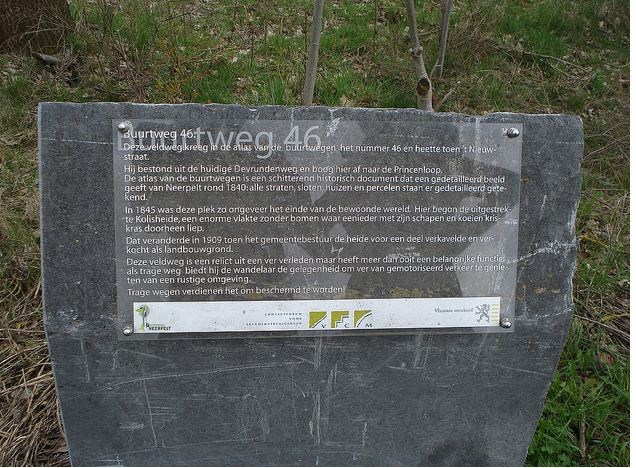 Buurtweg 46
Buurtweg 46:
Deze veldweg kreeg in de atlas van de buurtwegen het nummer 46 en heette toen 't Nieuw-
straat.
Hij bestond uit de huidige Devrundenweg en boog hier af naar de Princenloop.
De atlas van de buurtwegen is een schitterend historisch document dat een gedetailleerd beeld
geeft van Neerpelt rond 1840: alle straten, sloten, huizen en percelen staan er gedetailleerd gete-
kend.
In 1845 was deze plek zo ongeveer het einde van de bewoonde wereld. Hier begon de uitgestrek-
te Kolisheide, een enorme vlakte zonder bomen waar eenieder met zijn schapen en koeien kris-
kras doorheen liep.
Dat veranderde in 1909 toen het gemeentebestuur de heide voor een deel verkavelde en ver-
kocht als landbouwgrond.
Deze veldweg is een relict uit een ver verleden maar heeft meer dan ooit een belangrijke functie:
als trage weg biedt hij de wandelaar de gelegenheid om ver van gemotoriseerd verkeer te genie-
ten van een rustige omgeving.
Trage wegen verdienen het om beschermd te worden!
NEERPELT
CONTACTFORUM
VOOR
ERFGOEDVERENIGINGEN
VCM
Vlaamse overheid